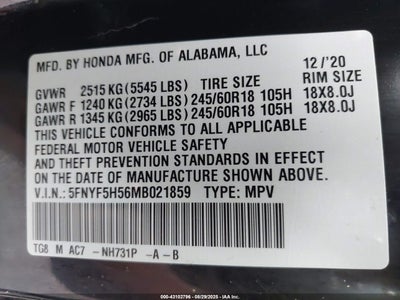 MFD. BY HONDA MFG. OF ALABAMA, LLC 12/'20
GVWR 2515 KG(5545 LBS) TIRE SIZE RIM SIZE
GAWR F 1240 KG(2734 LBS)245/60R18 105H 18X8.0J
GAWR R 1345 KG(2965 LBS)245/60R18 105H 18X8.0J
THIS VEHICLE CONFORMS TO ALL APPLICABLE
FEDERAL MOTOR VEHICLE SAFETY
AND THEFT PREVENTION STANDARDS IN EFFECT
ON THE DATE OF MANUFACTURE SHOWN ABOVE.
V.I.N.: 5FNYF5H56MB021859 TYPE: MPV
TG8 M AC7 -NH731P -A-B
000-43102796 - 08/29/2025 - IAA Inc.